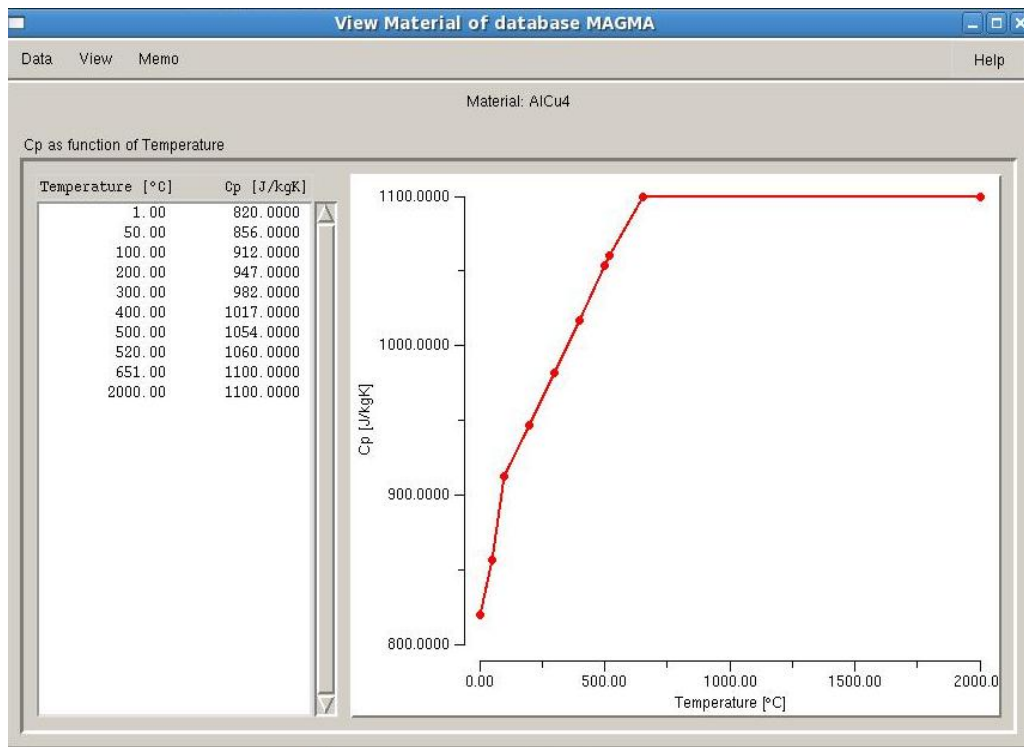 View Material of database MAGMA
Data View Memo Help
Material: AlCu4
Cp as function of Temperature
Temperature [°C] Cp [J/kgK]
1.00 820.0000
50.00 856.0000
100.00 912.0000
200.00 947.0000
300.00 982.0000
400.00 1017.0000
500.00 1054.0000
520.00 1060.0000
651.00 1100.0000
2000.00 1100.0000
1100.0000
1000.0000
900.0000
800.0000
Cp [J/kgK]
0.00 500.00 1000.00 1500.00 2000.0
Temperature [°C]